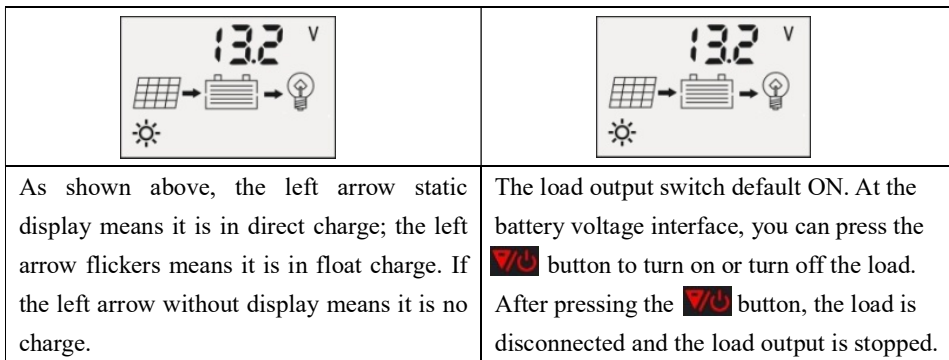 13.2 V
13.2 V
As shown above, the left arrow static
display means it is in direct charge; the left
arrow flickers means it is in float charge. If
the left arrow without display means it is no
charge.
The load output switch default ON. At the
battery voltage interface, you can press the
button to turn on or turn off the load.
After pressing the button, the load is
disconnected and the load output is stopped.